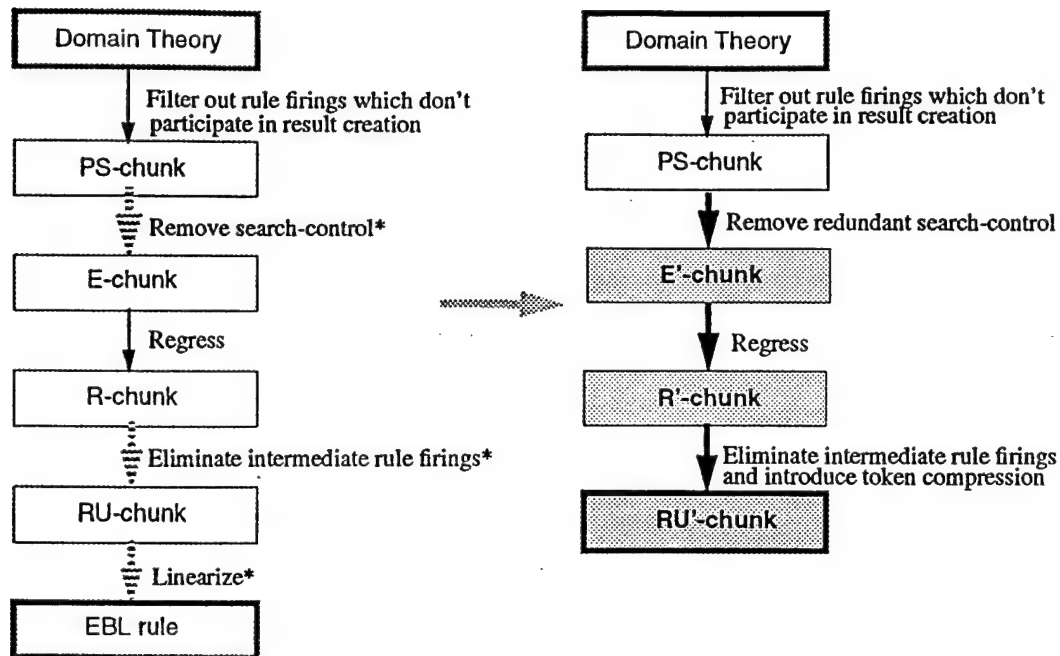 Domain Theory
Filter out rule firings which don't
participate in result creation
PS-chunk
Remove search-control*
E-chunk
Regress
R-chunk
Eliminate intermediate rule firings*
RU-chunk
Linearize*
EBL rule
Domain Theory
Filter out rule firings which don't
participate in result creation
PS-chunk
Remove redundant search-control
E'-chunk
Regress
R'-chunk
Eliminate intermediate rule firings
and introduce token compression
RU'-chunk